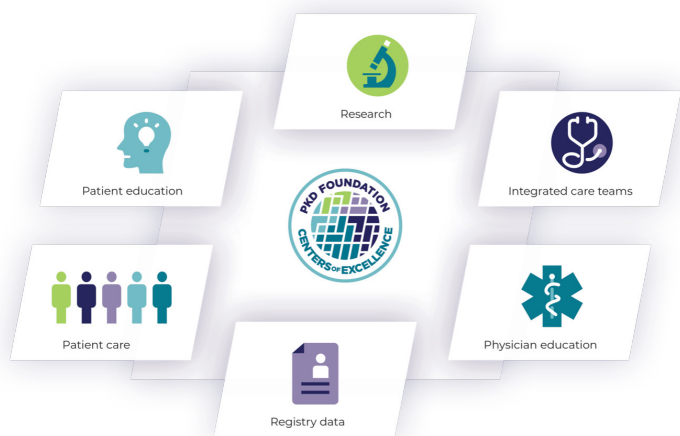 Research
Patient education
Integrated care teams
PKD FOUNDATION
CENTERS OF EXCELLENCE
Patient care
Physician education
Registry data